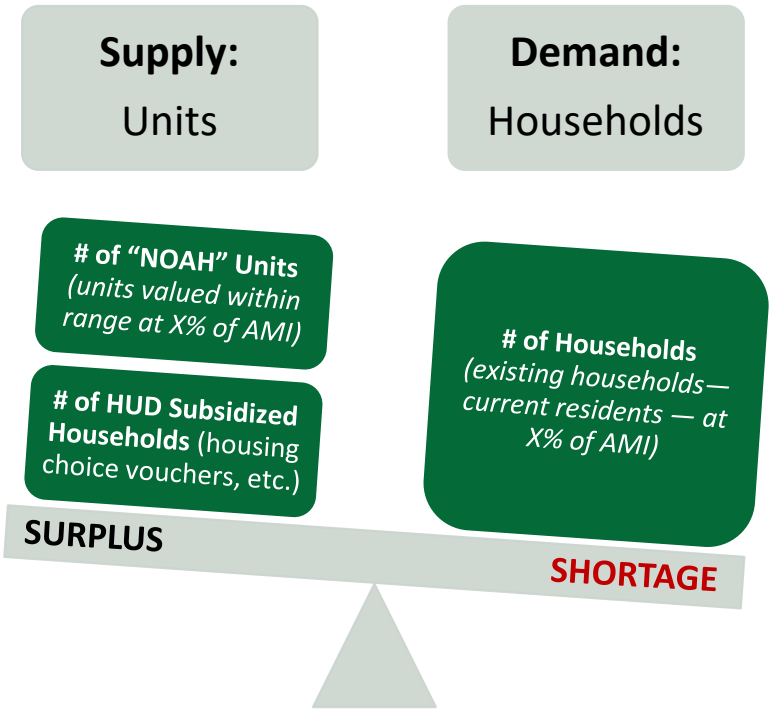 Supply:
Units
Demand:
Households
# of “NOAH” Units
(units valued within
range at X% of AMI)
# of HUD Subsidized
Households (housing
choice vouchers, etc.)
# of Households
(existing households—
current residents — at
X% of AMI)
SURPLUS
SHORTAGE